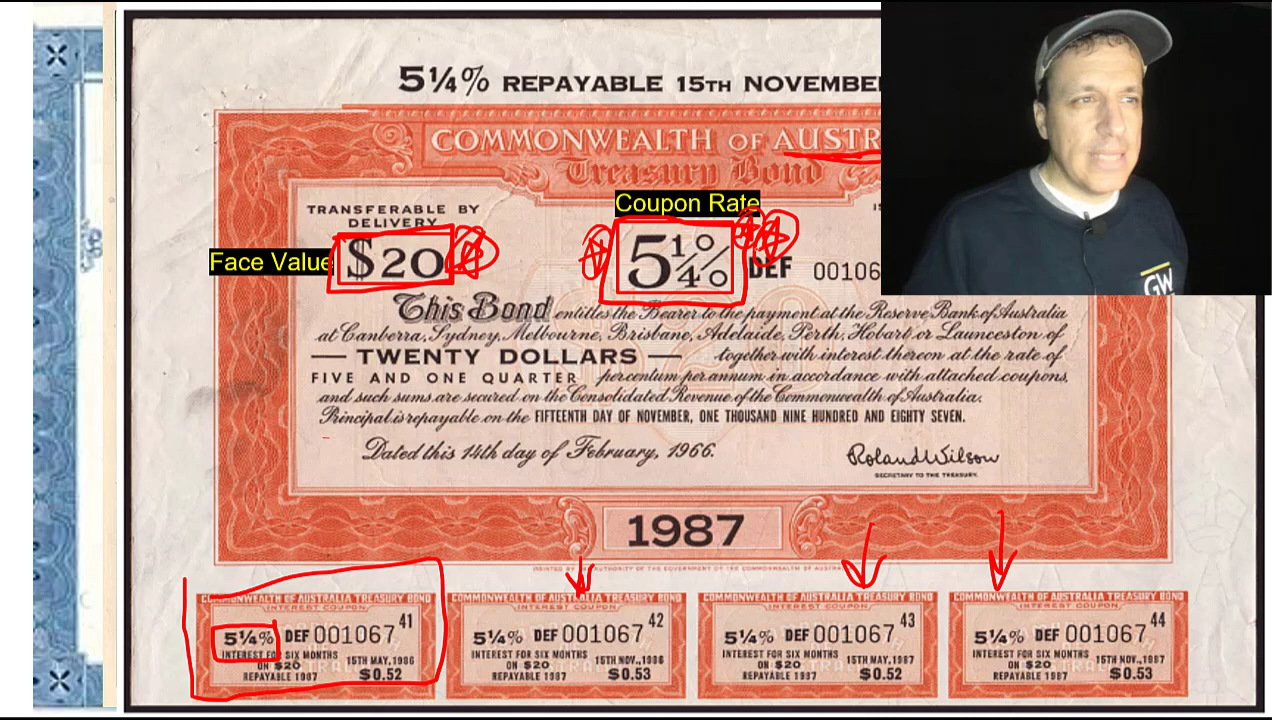 5¼% REPAYABLE 15TH NOVEMBER
COMMONWEALTH OF AUSTR
Treasury Bond
Coupon Rate
TRANSFERABLE BY
DELIVERY
Face Value $20
5¼% DEF 00106
This Bond entitles the Bearer to the payment at the Reserve Bank of Australia
at Canberra, Sydney, Melbourne, Brisbane, Adelaide, Perth, Hobart or Launceston of
— TWENTY DOLLARS — together with interest thereon at the rate of
FIVE AND ONE QUARTER percentum per annum in accordance with attached coupons,
and such sums are secured on the Consolidated Revenue of the Commonwealth of Australia.
Principal is repayable on the FIFTEENTH DAY OF NOVEMBER, ONE THOUSAND NINE HUNDRED AND EIGHTY SEVEN.
Dated this 14th day of February, 1966.
Roland Wilson
SECRETARY TO THE TREASURY.
1987
COMMONWEALTH OF AUSTRALIA TREASURY BOND
INTEREST COUPON
41
5¼% DEF 001067
INTEREST FOR SIX MONTHS
ON $20 15TH MAY, 1986
REPAYABLE 1987 $0.52
COMMONWEALTH OF AUSTRALIA TREASURY BOND
INTEREST COUPON
42
5¼% DEF 001067
INTEREST FOR SIX MONTHS
ON $20 15TH NOV., 1986
REPAYABLE 1987 $0.53
COMMONWEALTH OF AUSTRALIA TREASURY BOND
INTEREST COUPON
43
5¼% DEF 001067
INTEREST FOR SIX MONTHS
ON $20 15TH MAY, 1987
REPAYABLE 1987 $0.52
COMMONWEALTH OF AUSTRALIA TREASURY BOND
INTEREST COUPON
44
5¼% DEF 001067
INTEREST FOR SIX MONTHS
ON $20 15TH NOV., 1987
REPAYABLE 1987 $0.53
GW